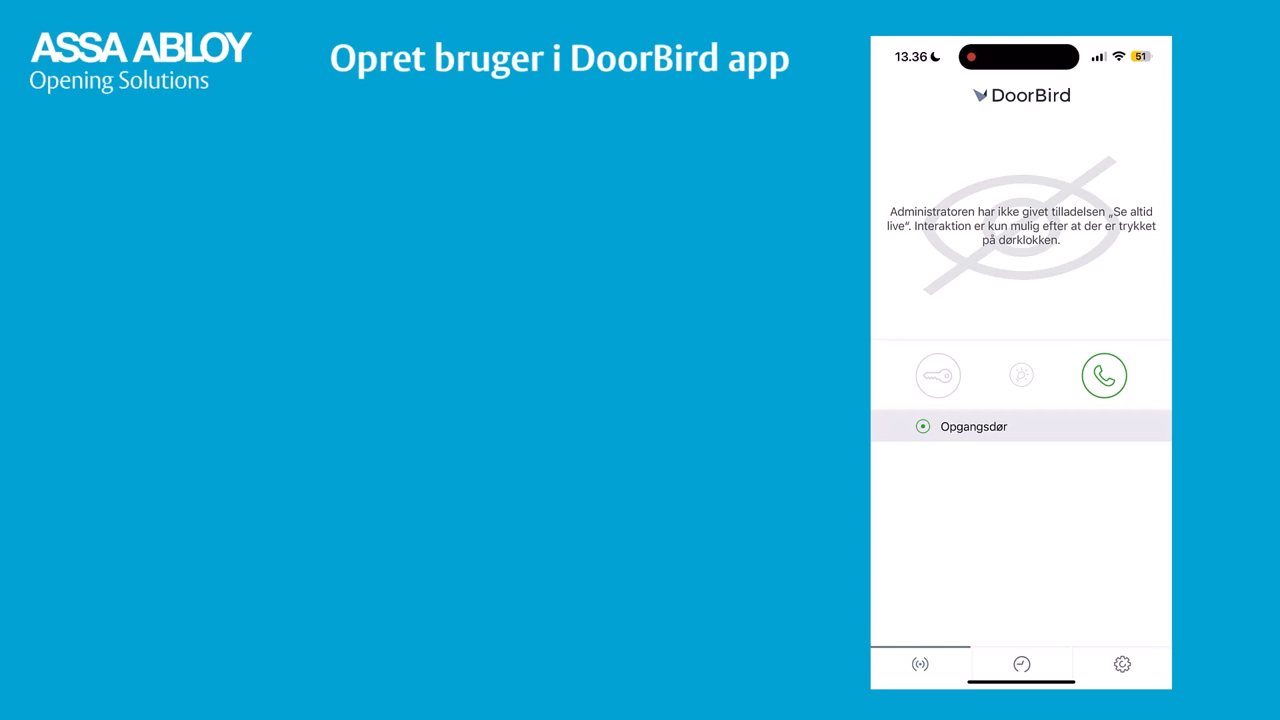 ASSA ABLOY
Opening Solutions
Opret bruger i DoorBird app
13.36
51
DoorBird
Administratoren har ikke givet tilladelsen „Se altid
live“. Interaktion er kun mulig efter at der er trykket
på dørklokken.
Opgangsdør